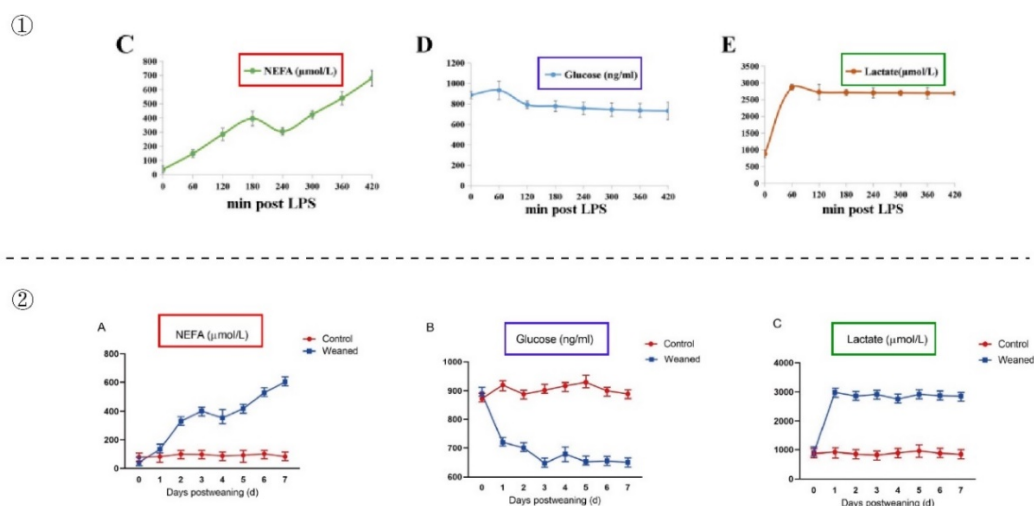 ①
C
NEFA (μmol/L)
800
700
600
500
400
300
200
100
0
0 60 120 180 240 300 360 420
min post LPS
D
Glucose (ng/ml)
1200
1000
800
600
400
200
0
0 60 120 180 240 300 360 420
min post LPS
E
Lactate(μmol/L)
3500
3000
2500
2000
1500
1000
500
0
0 60 120 180 240 300 360 420
min post LPS
②
A
NEFA (μmol/L)
Control
Weaned
800
600
400
200
0
0 1 2 3 4 5 6 7
Days postweaning (d)
B
Glucose (ng/ml)
Control
Weaned
1000
900
800
700
600
0 1 2 3 4 5 6 7
Days postweaning (d)
C
Lactate (μmol/L)
Control
Weaned
4000
3000
2000
1000
0
0 1 2 3 4 5 6 7
Days postweaning (d)